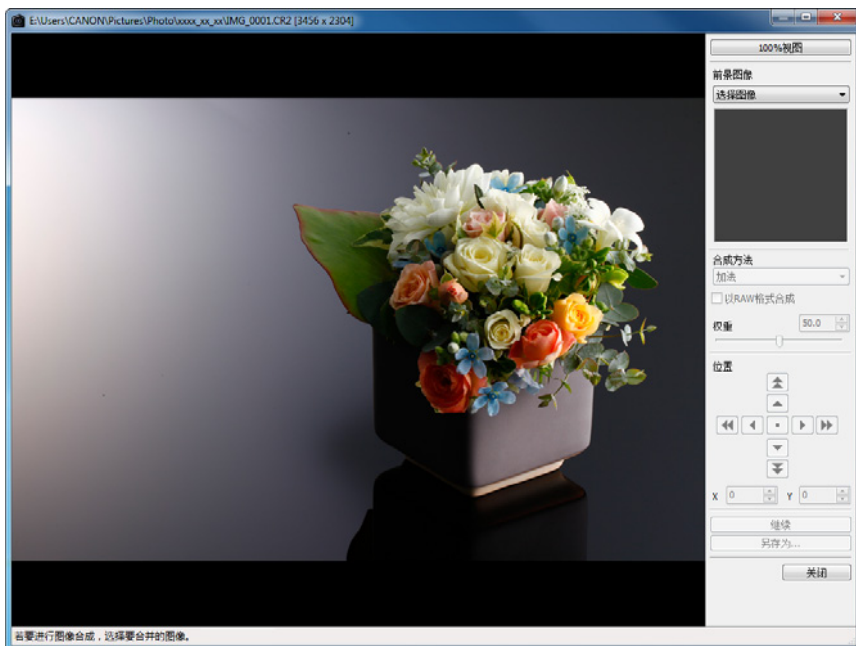 E:\Users\CANON\Pictures\Photo\xxxx_xx_xx\IMG_0001.CR2 [3456 x 2304]
100%视图
前景图像
选择图像
合成方法
加法
以RAW格式合成
权重
50.0
位置
X 0 Y 0
继续
另存为...
关闭
若要进行图像合成，选择要合并的图像。